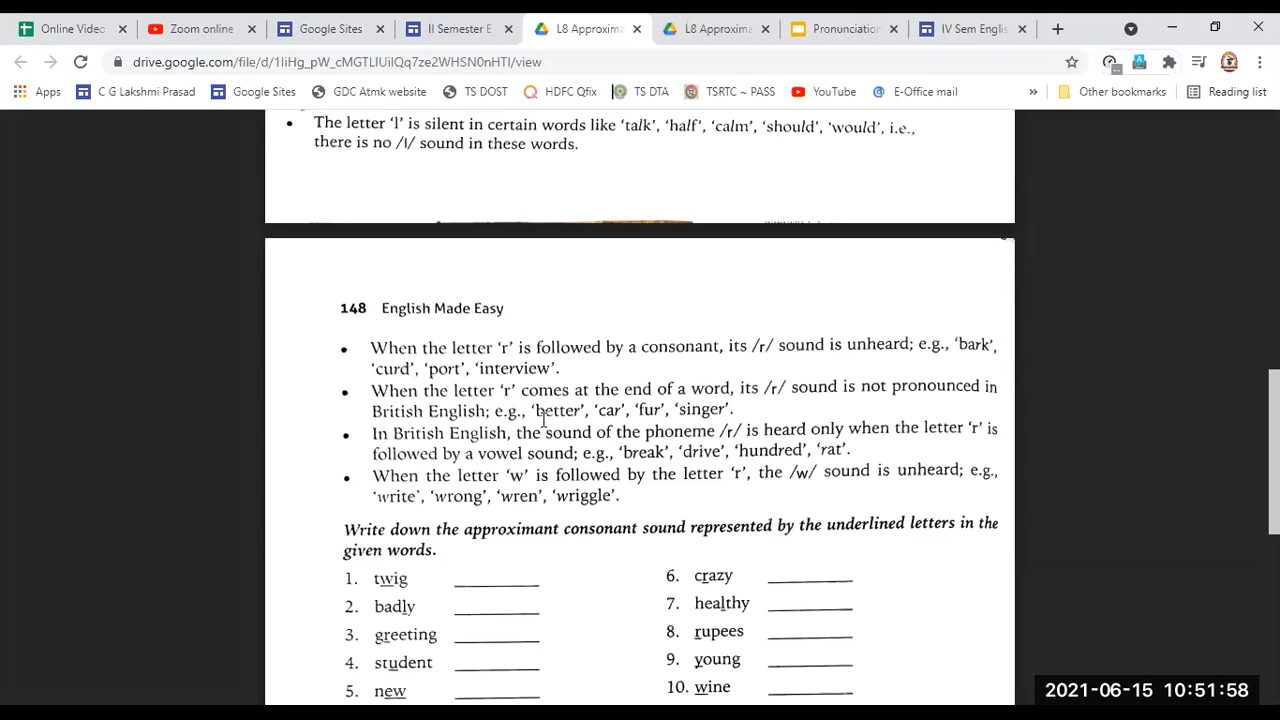 Online Video
Zoom online
Google Sites
II Semester E
L8 Approxima
L8 Approxima
Pronunciation
IV Sem Englis
drive.google.com/file/d/1liHg_pW_cMGTLIUiIQq7ze2WHSN0nHTI/view
Apps
C G Lakshmi Prasad
Google Sites
GDC Atmk website
TS DOST
HDFC Qfix
TS DTA
TSRTC ~ PASS
YouTube
E-Office mail
»
Other bookmarks
Reading list
• The letter ‘l’ is silent in certain words like ‘talk’, ‘half’, ‘calm’, ‘should’, ‘would’, i.e.,
there is no /l/ sound in these words.
148 English Made Easy
• When the letter ‘r’ is followed by a consonant, its /r/ sound is unheard; e.g., ‘bark’,
‘curd’, ‘port’, ‘interview’.
• When the letter ‘r’ comes at the end of a word, its /r/ sound is not pronounced in
British English; e.g., ‘better’, ‘car’, ‘fur’, ‘singer’.
• In British English, the sound of the phoneme /r/ is heard only when the letter ‘r’ is
followed by a vowel sound; e.g., ‘break’, ‘drive’, ‘hundred’, ‘rat’.
• When the letter ‘w’ is followed by the letter ‘r’, the /w/ sound is unheard; e.g.,
‘write’, ‘wrong’, ‘wren’, ‘wriggle’.
Write down the approximant consonant sound represented by the underlined letters in the
given words.
1. twig
2. badly
3. greeting
4. student
5. new
6. crazy
7. healthy
8. rupees
9. young
10. wine
2021-06-15 10:51:58